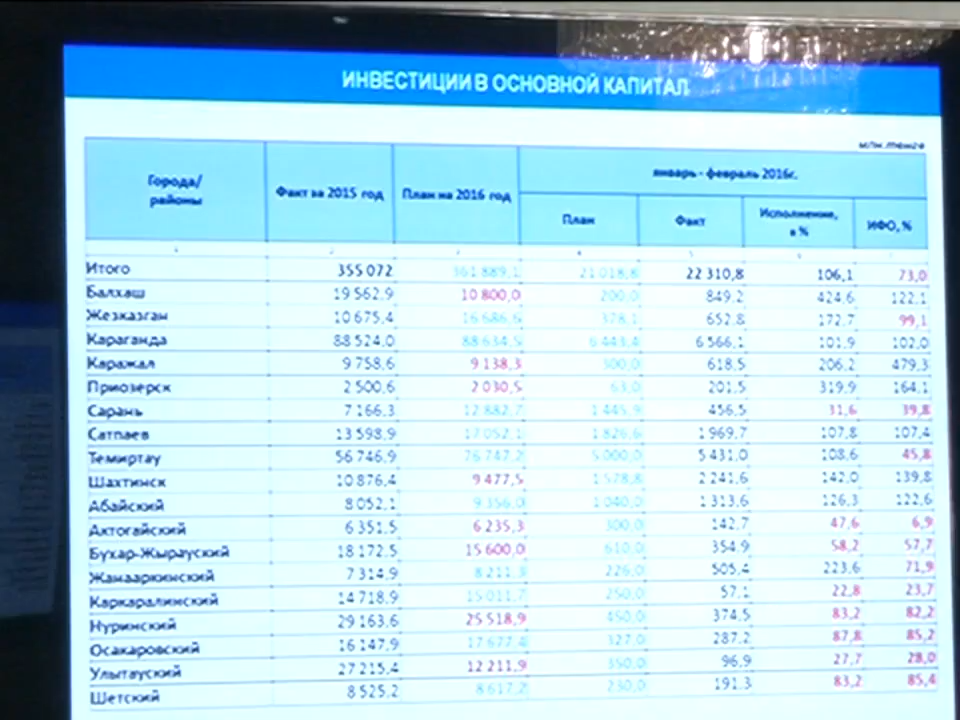 ИНВЕСТИЦИИ В ОСНОВНОЙ КАПИТАЛ
млн.тенге
Города/ районы Факт за 2015 год План на 2016 год январь - февраль 2016г.
План Факт Исполнение, в % ИФО, %
Итого 355 072 361 889,1 21 018,8 22 310,8 106,1 73,0
Балхаш 19 562,9 10 800,0 200,0 849,2 424,6 122,1
Жезказган 10 675,4 16 686,6 378,1 652,8 172,7 99,1
Караганда 88 524,0 88 634,5 6 443,4 6 566,1 101,9 102,0
Каражал 9 758,6 9 138,3 300,0 618,5 206,2 479,3
Приозерск 2 500,6 2 030,5 63,0 201,5 319,9 164,1
Сарань 7 166,3 12 882,7 1 445,9 456,5 31,6 39,8
Сатпаев 13 598,9 17 052,1 1 826,6 1 969,7 107,8 107,4
Темиртау 56 746,9 76 747,2 5 000,0 5 431,0 108,6 45,8
Шахтинск 10 876,4 9 477,5 1 578,8 2 241,6 142,0 139,8
Абайский 8 052,1 9 356,0 1 040,0 1 313,6 126,3 122,6
Актогайский 6 351,5 6 235,3 300,0 142,7 47,6 6,9
Бухар-Жырауский 18 172,5 15 600,0 610,0 354,9 58,2 57,7
Жанааркинский 7 314,9 8 211,3 226,0 505,4 223,6 71,9
Каркаралинский 14 718,9 15 011,7 250,0 57,1 22,8 23,7
Нуринский 29 163,6 25 518,9 450,0 374,5 83,2 82,2
Осакаровский 16 147,9 17 677,4 327,0 287,2 87,8 85,2
Улытауский 27 215,4 12 211,9 350,0 96,9 27,7 28,0
Шетский 8 525,2 8 617,2 230,0 191,3 83,2 85,4